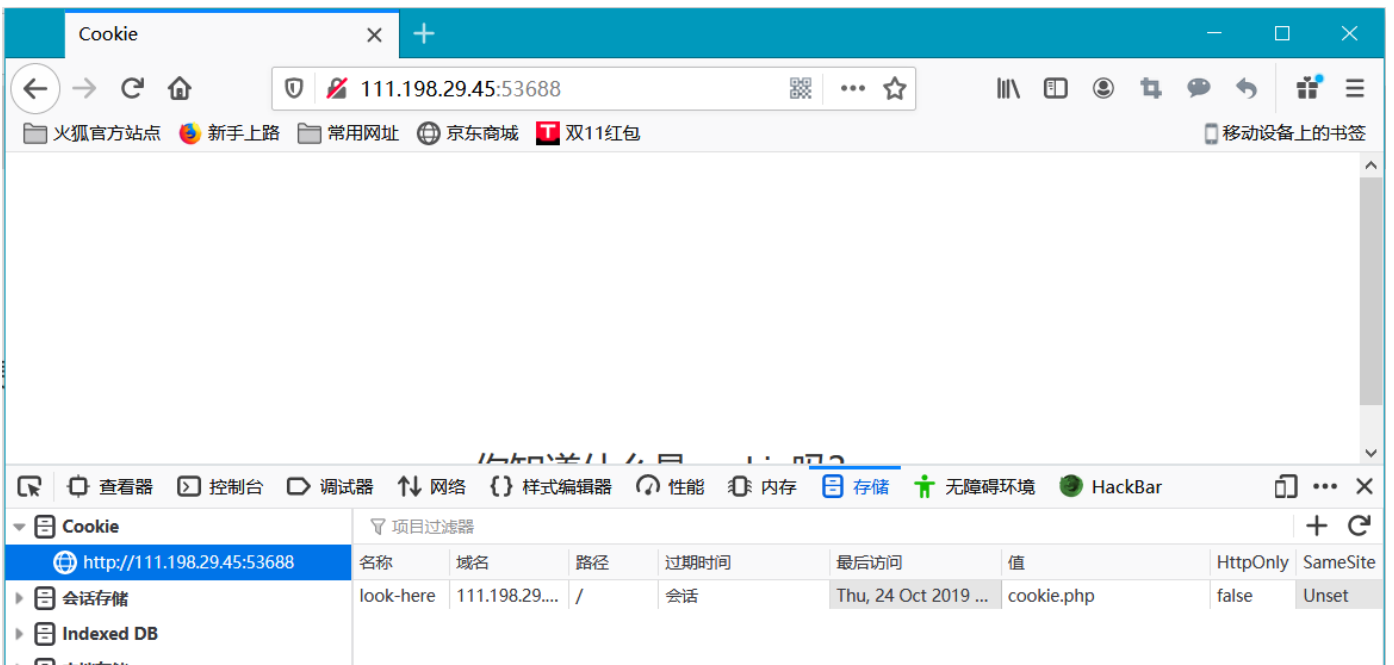 Cookie
111.198.29.45:53688
火狐官方站点 新手上路 常用网址 京东商城 双11红包 移动设备上的书签
查看器 控制台 调试器 网络 样式编辑器 性能 内存 存储 无障碍环境 HackBar
Cookie 项目过滤器
http://111.198.29.45:53688 名称 域名 路径 过期时间 最后访问 值 HttpOnly SameSite
会话存储 look-here 111.198.29.... / 会话 Thu, 24 Oct 2019 ... cookie.php false Unset
Indexed DB